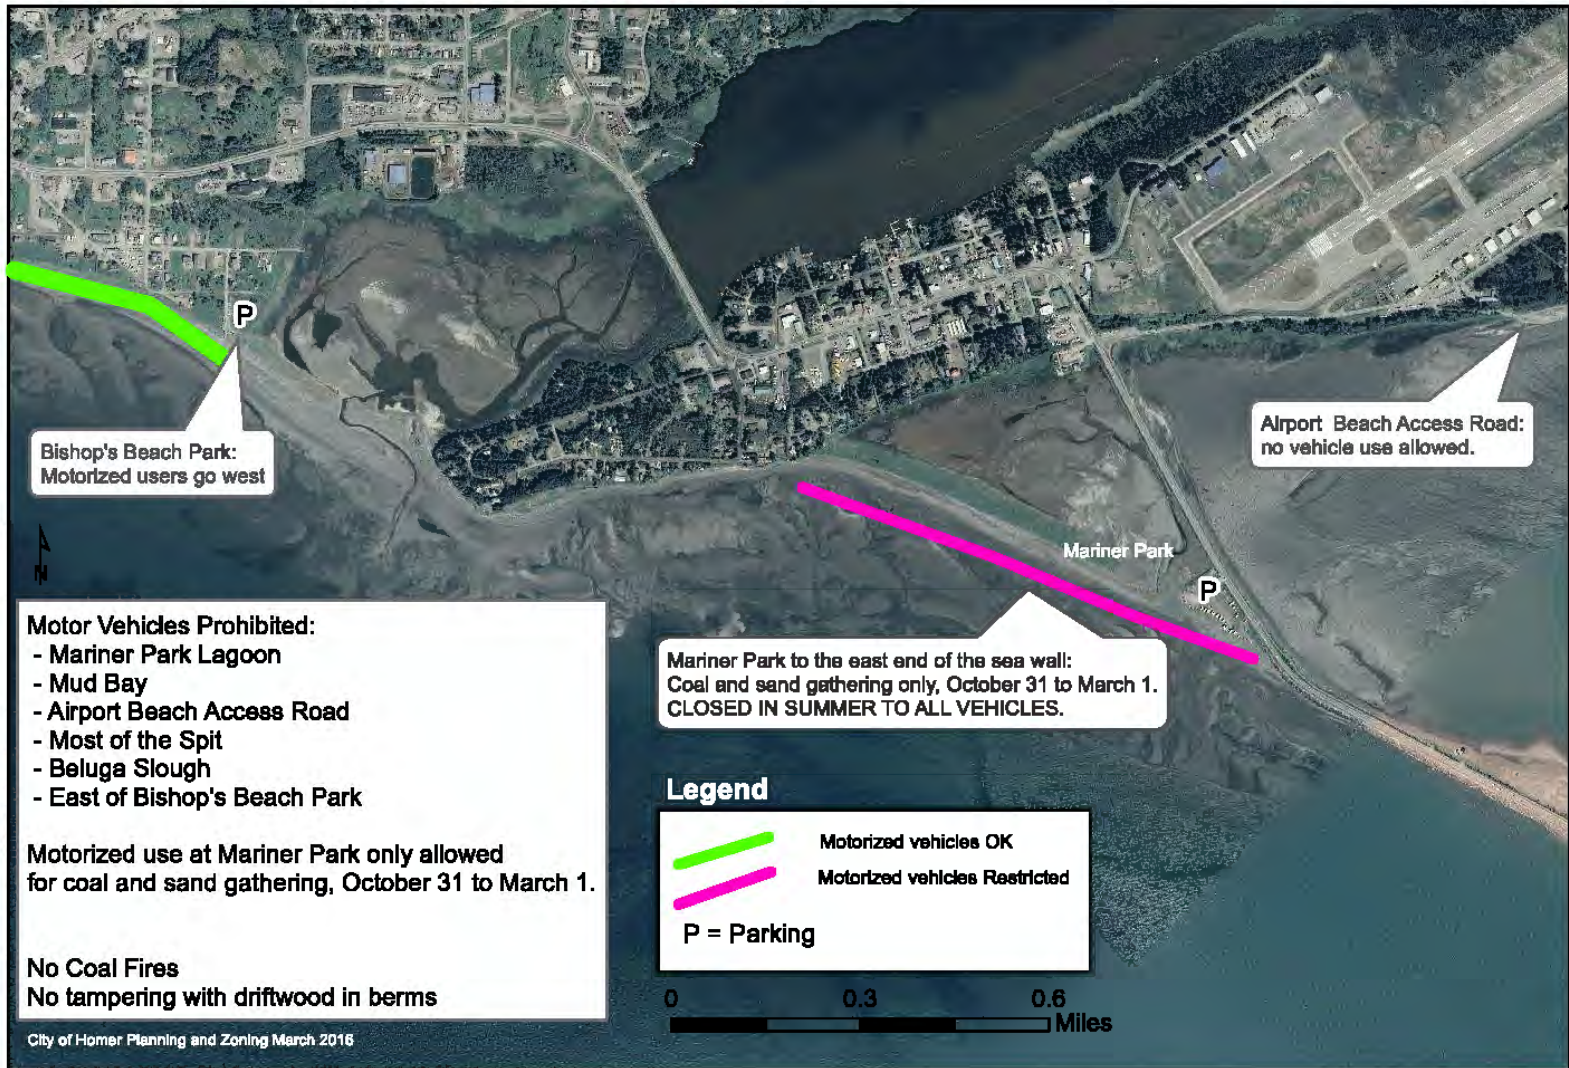 P
Bishop's Beach Park:
Motorized users go west
Airport Beach Access Road:
no vehicle use allowed.
Mariner Park
P
N
Mariner Park to the east end of the sea wall:
Coal and sand gathering only, October 31 to March 1.
CLOSED IN SUMMER TO ALL VEHICLES.
Motor Vehicles Prohibited:
- Mariner Park Lagoon
- Mud Bay
- Airport Beach Access Road
- Most of the Spit
- Beluga Slough
- East of Bishop's Beach Park
Motorized use at Mariner Park only allowed
for coal and sand gathering, October 31 to March 1.
No Coal Fires
No tampering with driftwood in berms
City of Homer Planning and Zoning March 2016
Legend
Motorized vehicles OK
Motorized vehicles Restricted
P = Parking
0 0.3 0.6
Miles